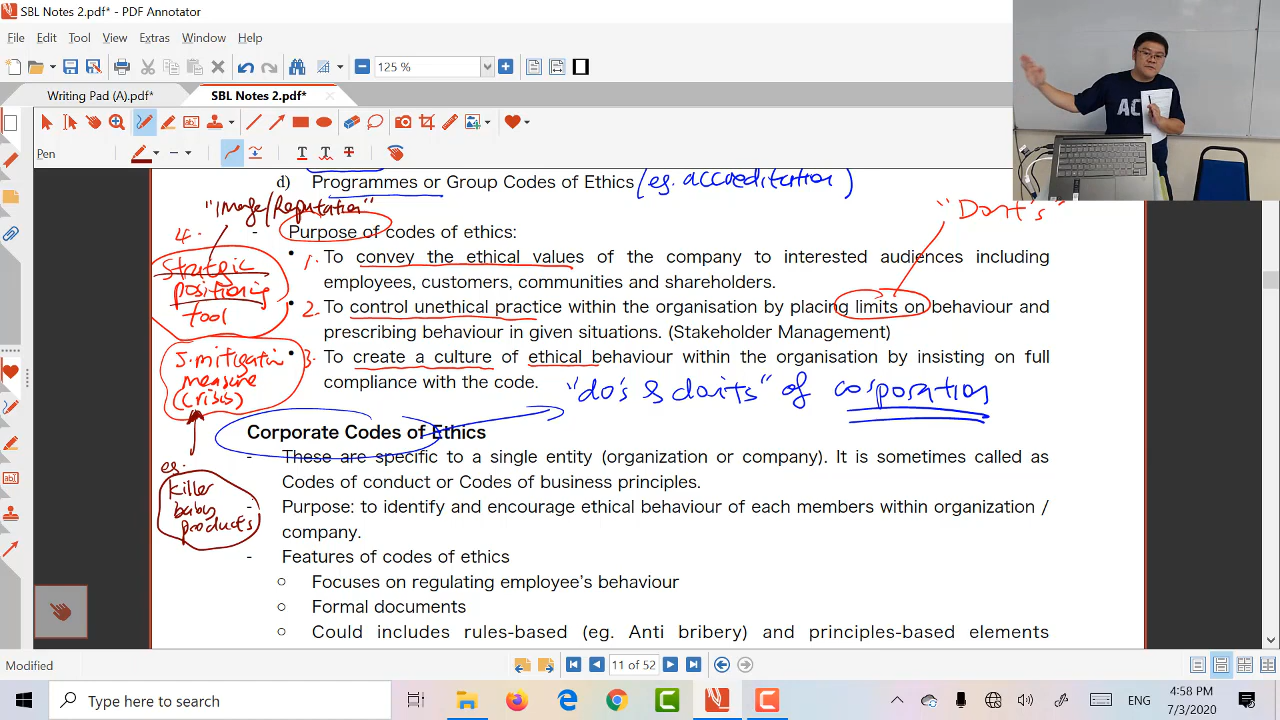 SBL Notes 2.pdf* - PDF Annotator
File Edit Tool View Extras Window Help
125 %
Writing Pad (A).pdf* SBL Notes 2.pdf*
Pen
AC
d) Programmes or Group Codes of Ethics (eg. accreditation)
"Image/Reputation"
"Dont's"
4.
Strategic
positioning
tool
- Purpose of codes of ethics:
• 1. To convey the ethical values of the company to interested audiences including
employees, customers, communities and shareholders.
• 2. To control unethical practice within the organisation by placing limits on behaviour and
prescribing behaviour in given situations. (Stakeholder Management)
5. mitigatin
measure
(crisis)
• 3. To create a culture of ethical behaviour within the organisation by insisting on full
compliance with the code.
"do's & don'ts" of corporation
Corporate Codes of Ethics
- These are specific to a single entity (organization or company). It is sometimes called as
Codes of conduct or Codes of business principles.
eg.
killer
baby
products
- Purpose: to identify and encourage ethical behaviour of each members within organization /
company.
- Features of codes of ethics
○ Focuses on regulating employee's behaviour
○ Formal documents
○ Could includes rules-based (eg. Anti bribery) and principles-based elements
Modified
11 of 52
Type here to search
ENG
4:58 PM
7/3/2020